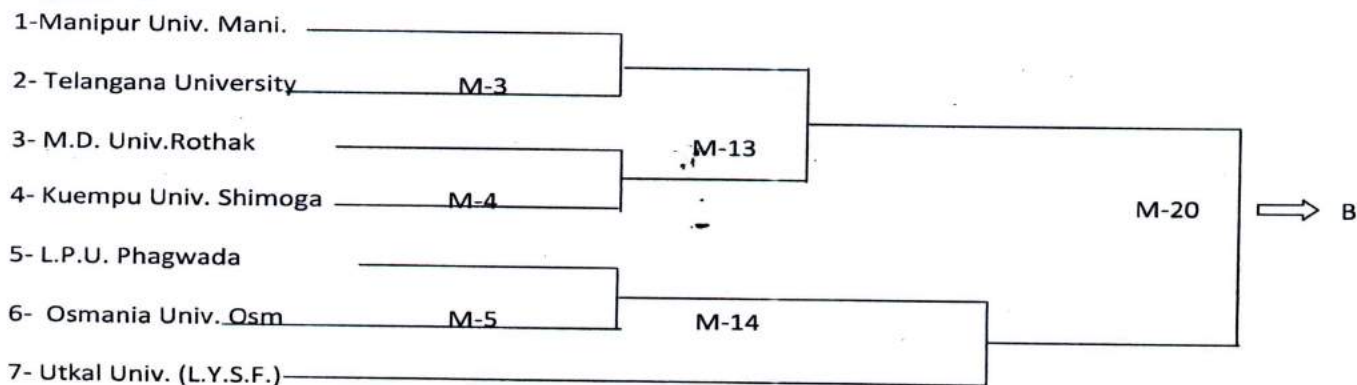 1-Manipur Univ. Mani.
2- Telangana University
M-3
3- M.D. Univ.Rothak
M-13
4- Kuempu Univ. Shimoga
M-4
M-20
B
5- L.P.U. Phagwada
6- Osmania Univ. Osm
M-5
M-14
7- Utkal Univ. (L.Y.S.F.)